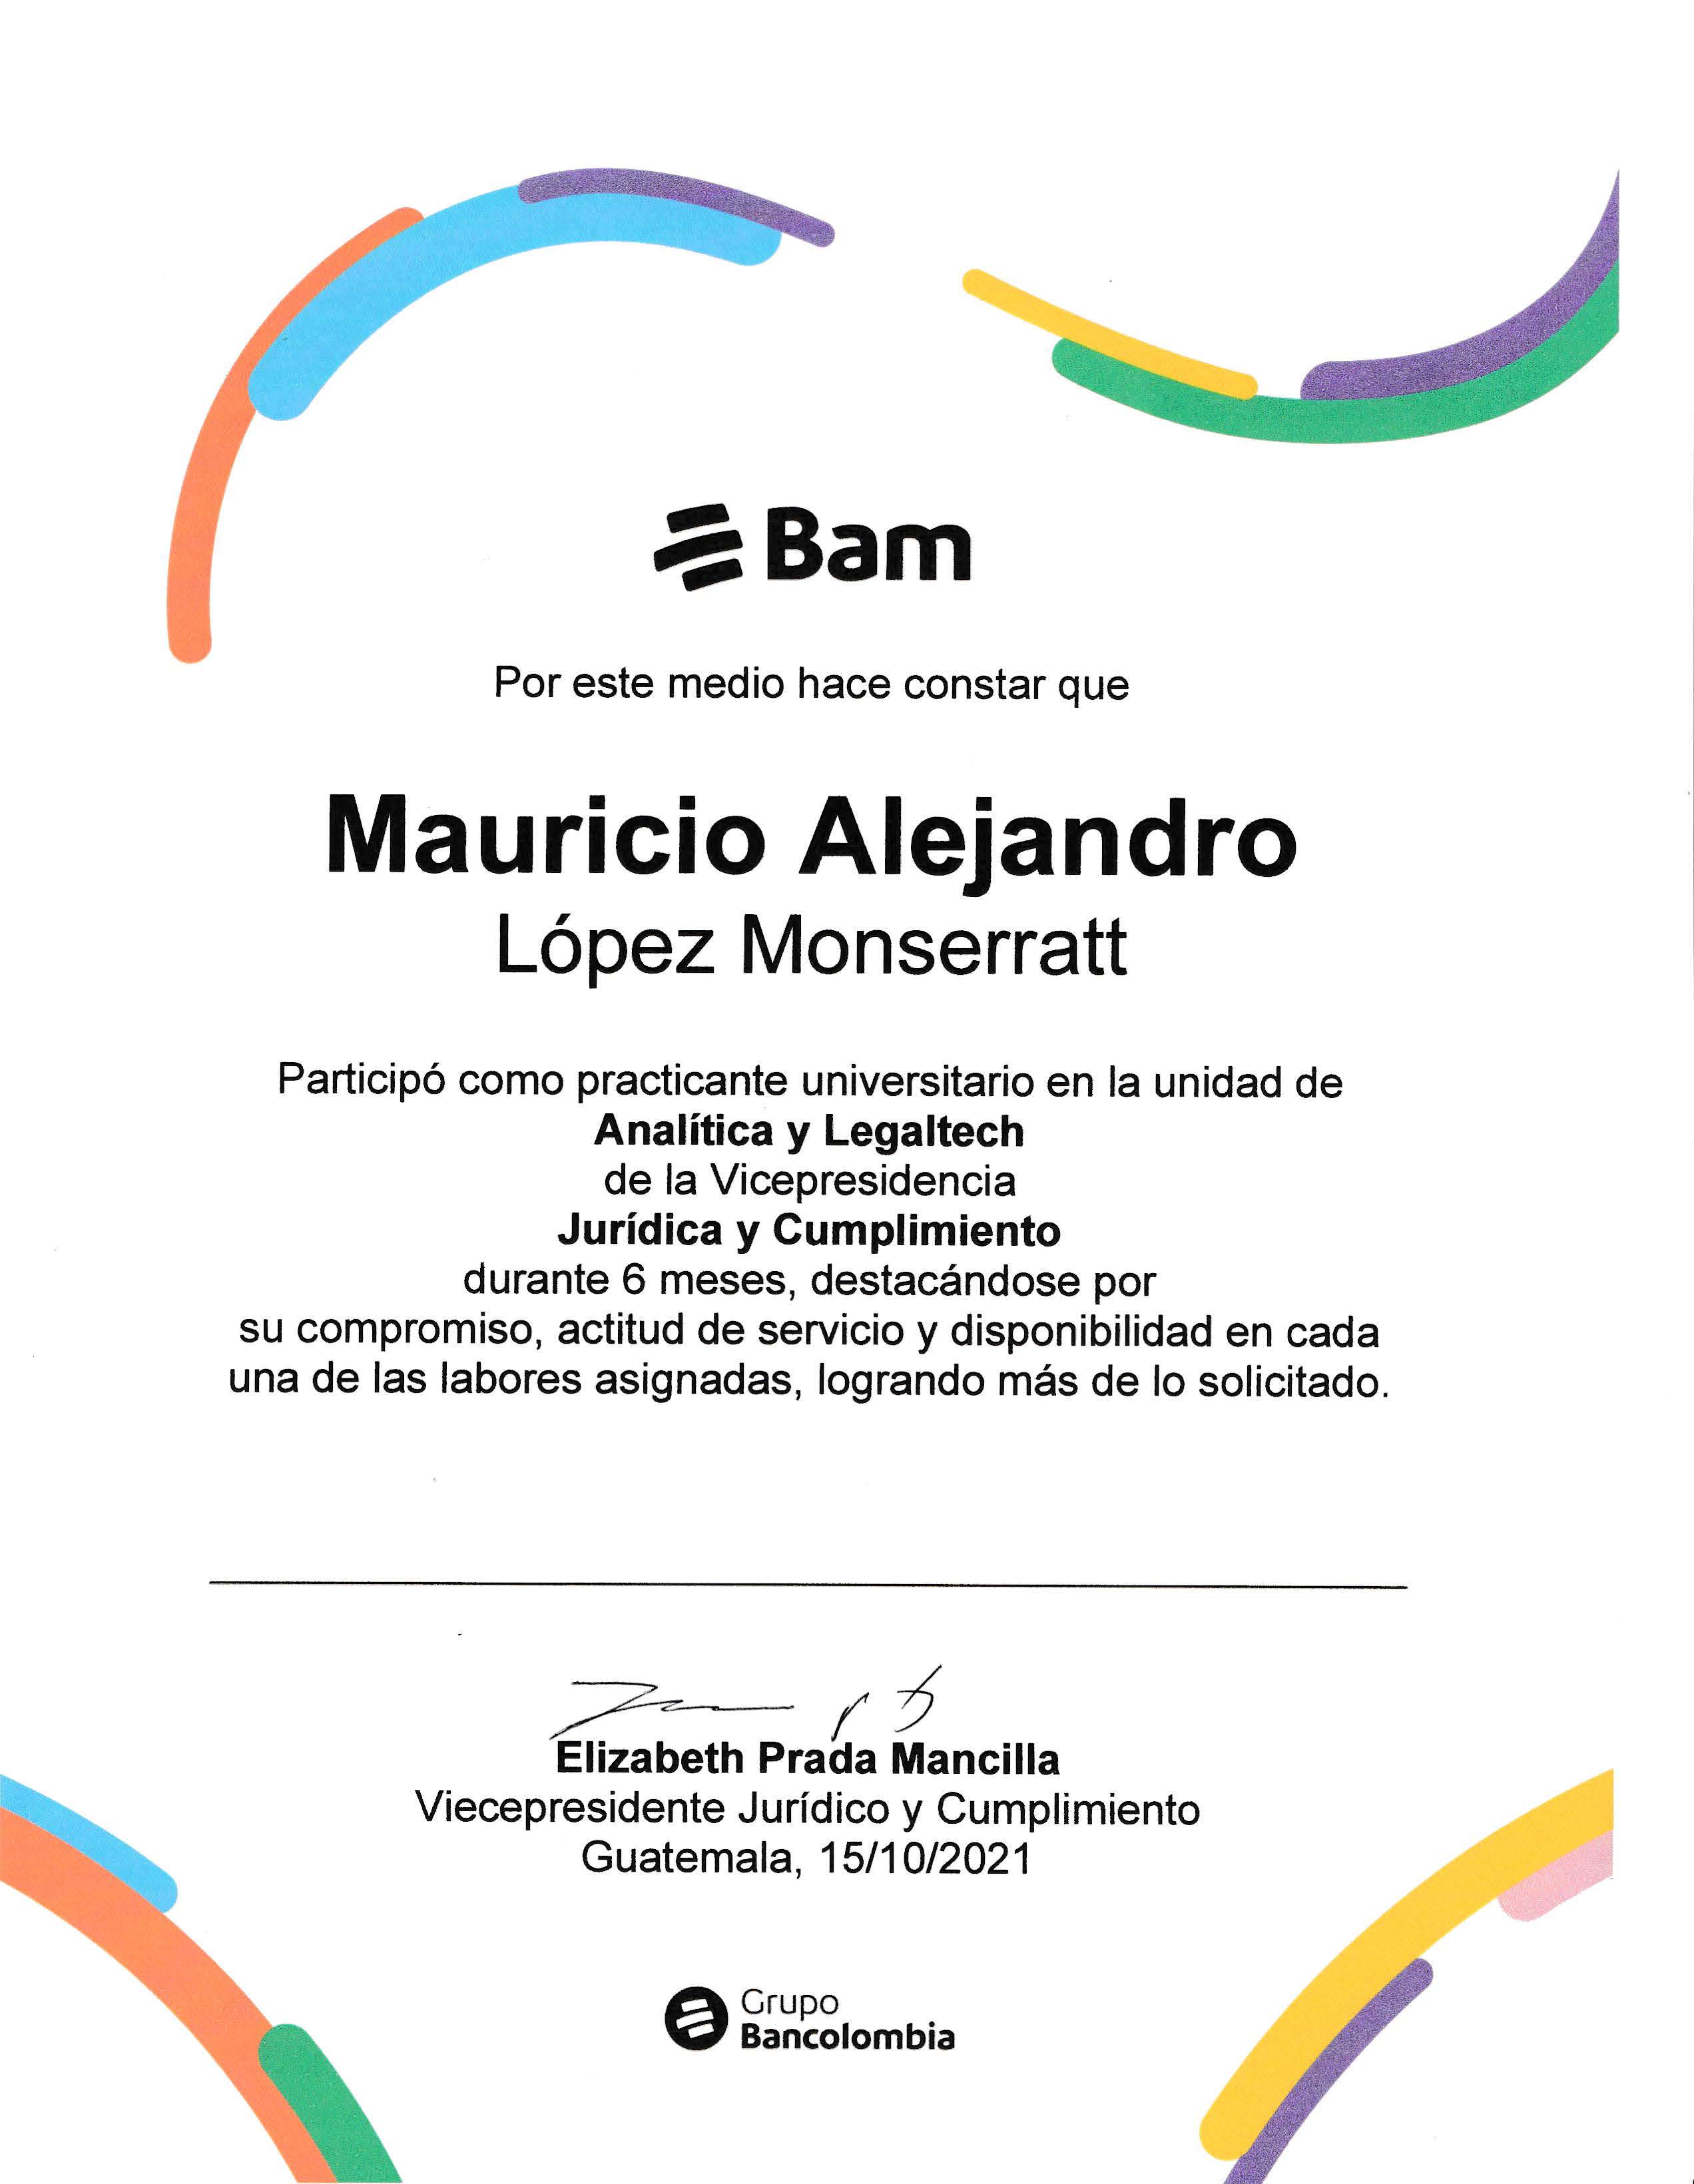 Bam
Por este medio hace constar que
Mauricio Alejandro
López Monserratt
Participó como practicante universitario en la unidad de
Analítica y Legaltech
de la Vicepresidencia
Jurídica y Cumplimiento
durante 6 meses, destacándose por
su compromiso, actitud de servicio y disponibilidad en cada
una de las labores asignadas, logrando más de lo solicitado.
Elizabeth Prada Mancilla
Viecepresidente Jurídico y Cumplimiento
Guatemala, 15/10/2021
Grupo
Bancolombia